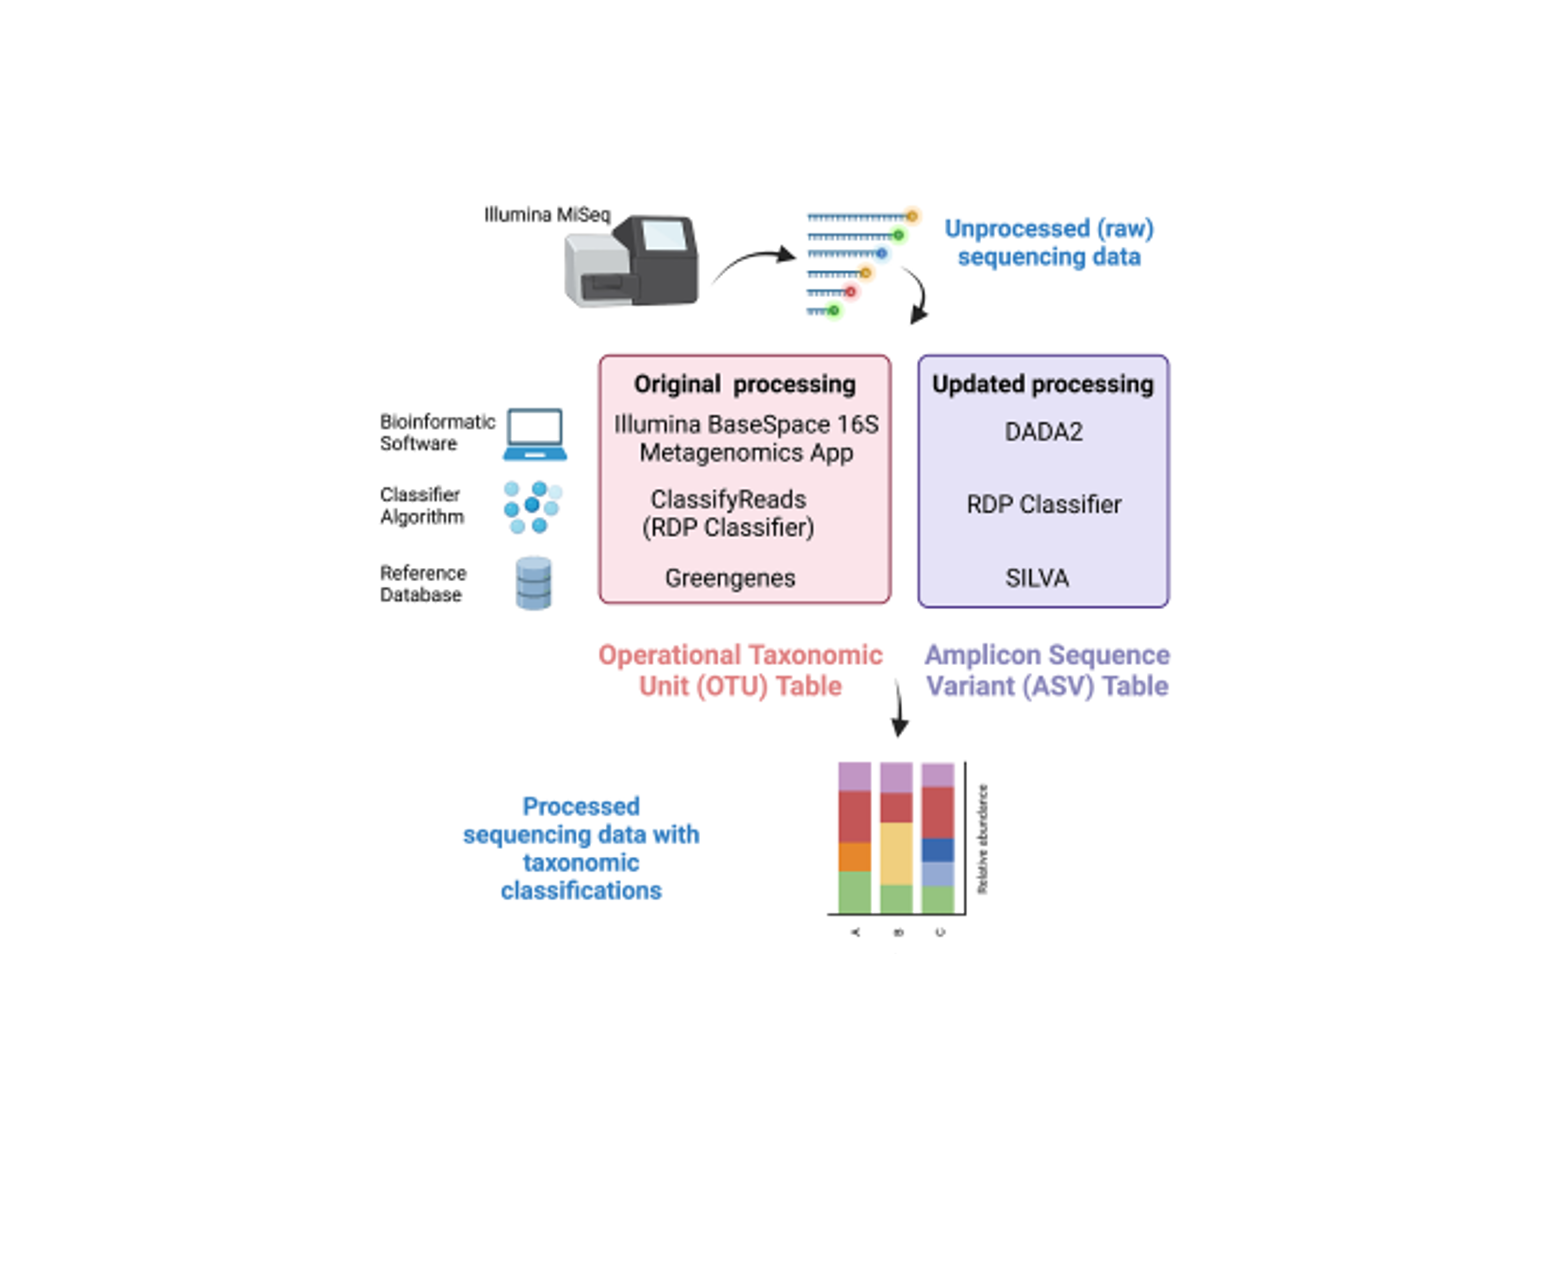 Illumina MiSeq
Unprocessed (raw)
sequencing data
Original processing
Updated processing
Bioinformatic
Software
Illumina BaseSpace 16S
Metagenomics App
DADA2
Classifier
Algorithm
ClassifyReads
(RDP Classifier)
RDP Classifier
Reference
Database
Greengenes
SILVA
Operational Taxonomic
Unit (OTU) Table
Amplicon Sequence
Variant (ASV) Table
Processed
sequencing data with
taxonomic
classifications
Relative abundance
A
B
C